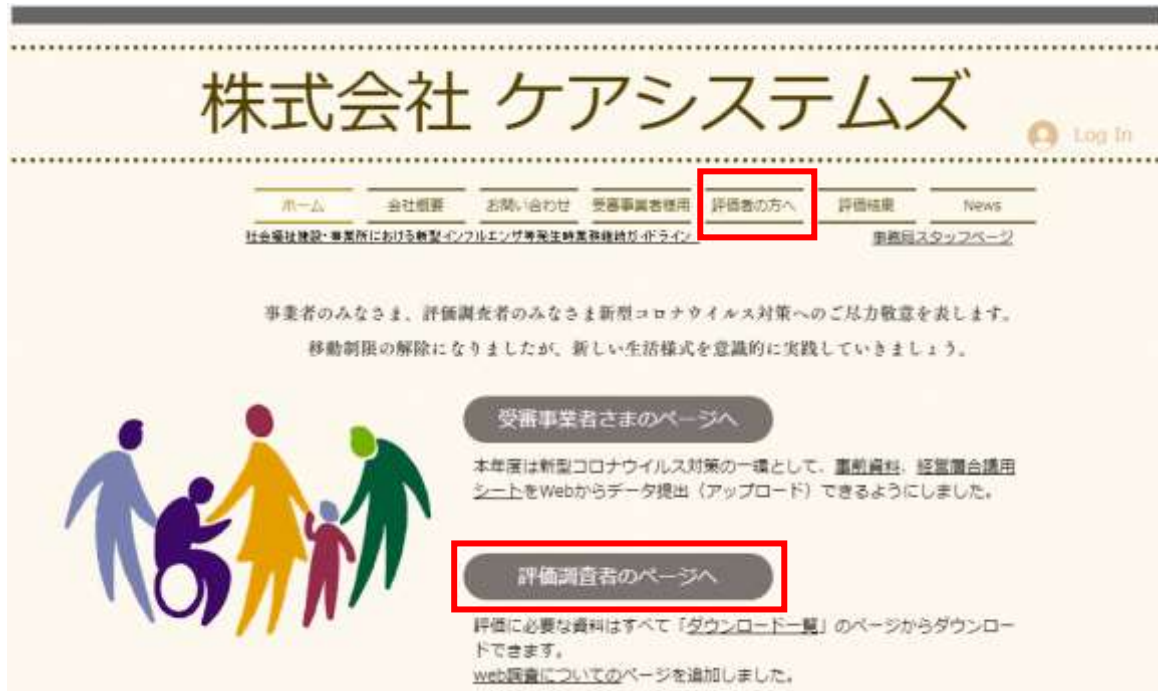 株式会社 ケアシステムズ
Log In
ホーム 会社概要 お問い合わせ 受審事業者様用 評価者の方へ 評価結果 News
社会福祉施設・事業所における新型インフルエンザ等発生時業務継続ガイドライン 事務局スタッフページ
事業者のみなさま、評価調査者のみなさま新型コロナウイルス対策へのご尽力敬意を表します。
移動制限の解除になりましたが、新しい生活様式を意識的に実践していきましょう。
受審事業者さまのページへ
本年度は新型コロナウイルス対策の一環として、事前資料、経営層合議用
シートをWebからデータ提出（アップロード）できるようにしました。
評価調査者のページへ
評価に必要な資料はすべて「ダウンロード一覧」のページからダウンロー
ドできます。
web調査についてのページを追加しました。